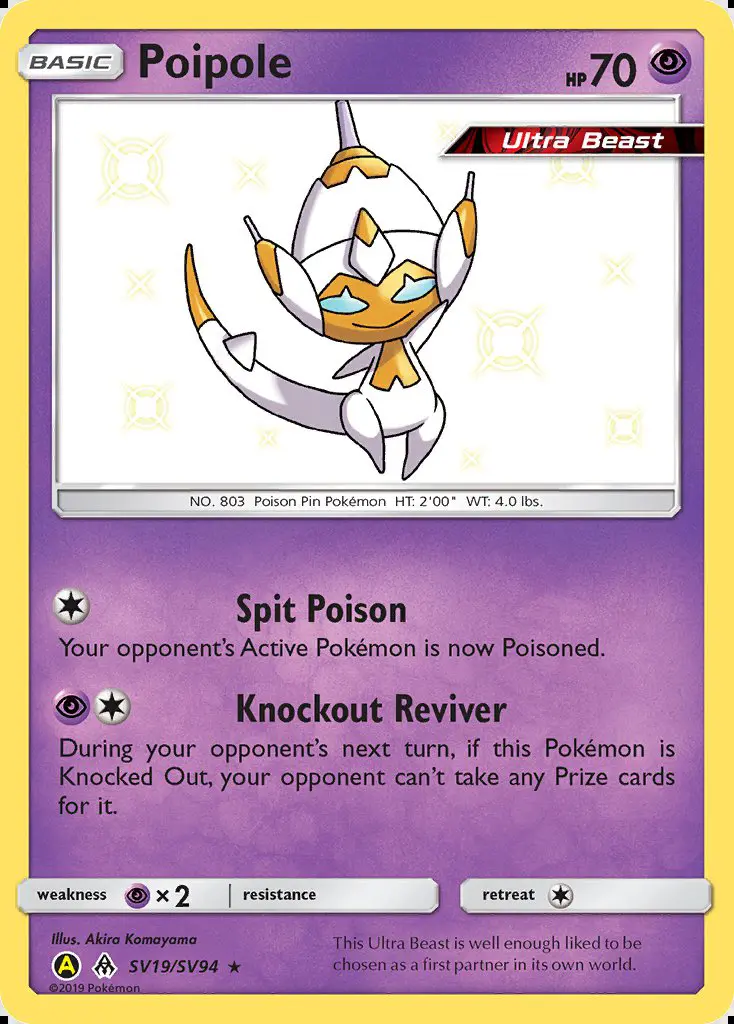 BASIC Poipole HP 70
Ultra Beast
NO. 803 Poison Pin Pokémon HT: 2'00" WT: 4.0 lbs.
Spit Poison
Your opponent's Active Pokémon is now Poisoned.
Knockout Reviver
During your opponent's next turn, if this Pokémon is
Knocked Out, your opponent can't take any Prize cards
for it.
weakness ×2 resistance retreat
Illus. Akira Komayama
A SV19/SV94 ★
©2019 Pokémon
This Ultra Beast is well enough liked to be
chosen as a first partner in its own world.